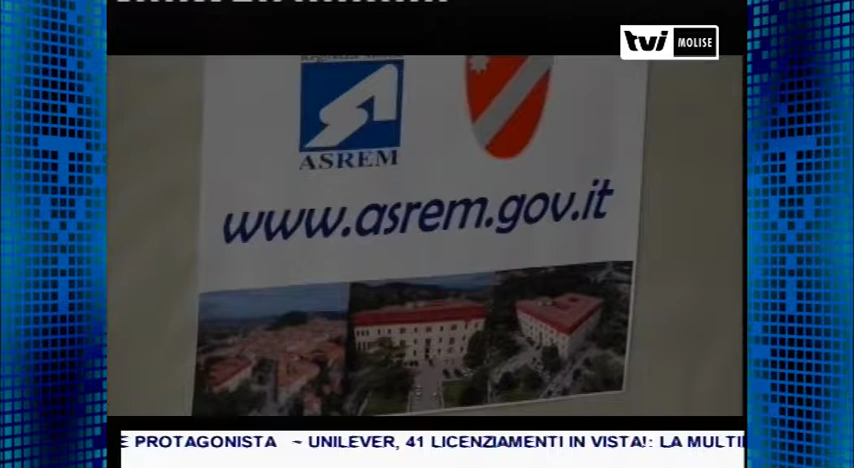 tvi MOLISE
ASREM
www.asrem.gov.it
E PROTAGONISTA ~ UNILEVER, 41 LICENZIAMENTI IN VISTA!: LA MULTI